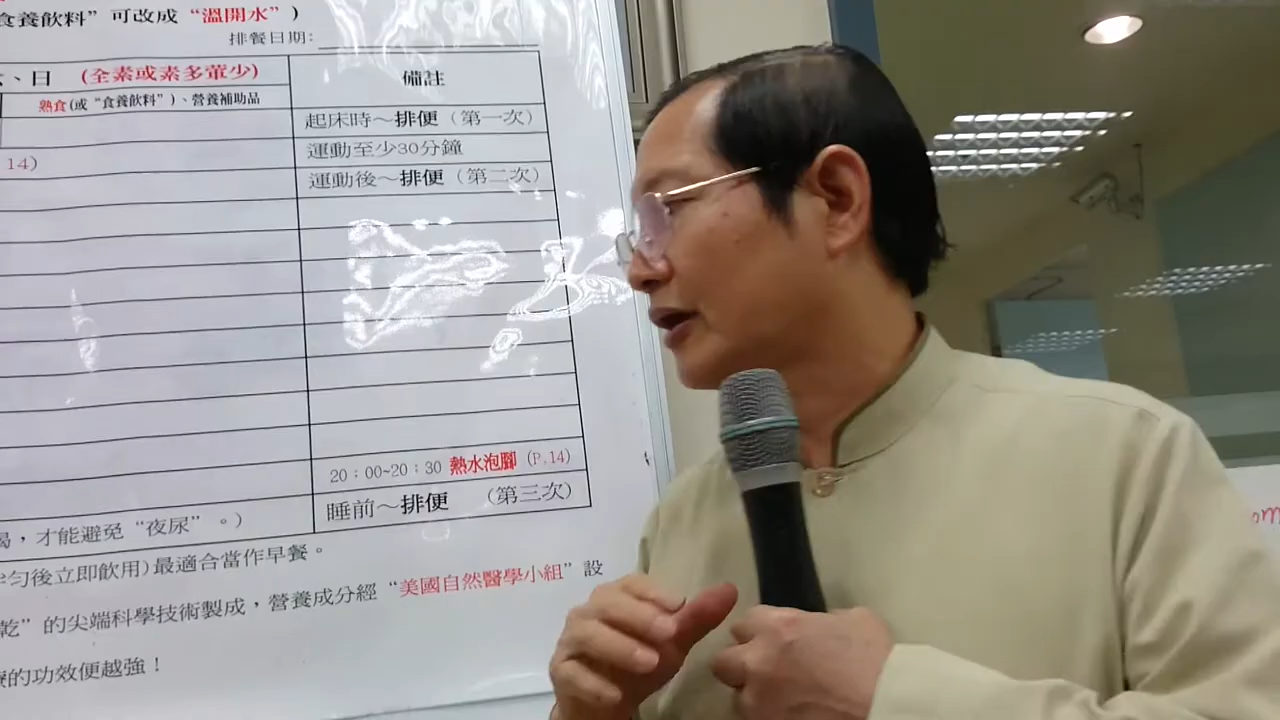 食養飲料”可改成“溫開水”)
排餐日期:
、日 (全素或素多葷少)
備註
熟食(或“食養飲料”)、營養補助品
起床時～排便(第一次)
14)
運動至少30分鐘
運動後～排便(第二次)
20:00~20:30 熱水泡腳 (P.14)
睡前～排便 (第三次)
，才能避免“夜尿”。)
勻後立即飲用)最適合當作早餐。
乾”的尖端科學技術製成，營養成分經“美國自然醫學小組”設
的功效便越強！